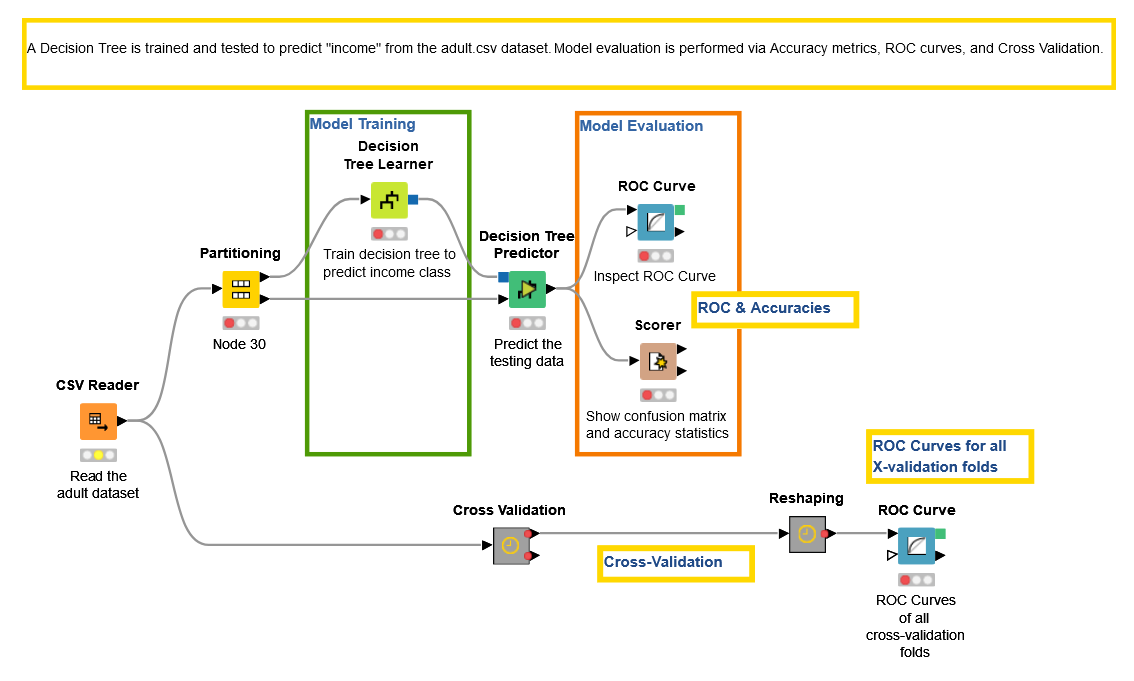 A Decision Tree is trained and tested to predict "income" from the adult.csv dataset. Model evaluation is performed via Accuracy metrics, ROC curves, and Cross Validation.
Model Training
Decision
Tree Learner
Train decision tree to
predict income class
Model Evaluation
ROC Curve
Inspect ROC Curve
Partitioning
Node 30
Decision Tree
Predictor
Predict the
testing data
ROC & Accuracies
Scorer
Show confusion matrix
and accuracy statistics
CSV Reader
Read the
adult dataset
ROC Curves for all
X-validation folds
Cross Validation
Cross-Validation
Reshaping
ROC Curve
ROC Curves
of all
cross-validation
folds